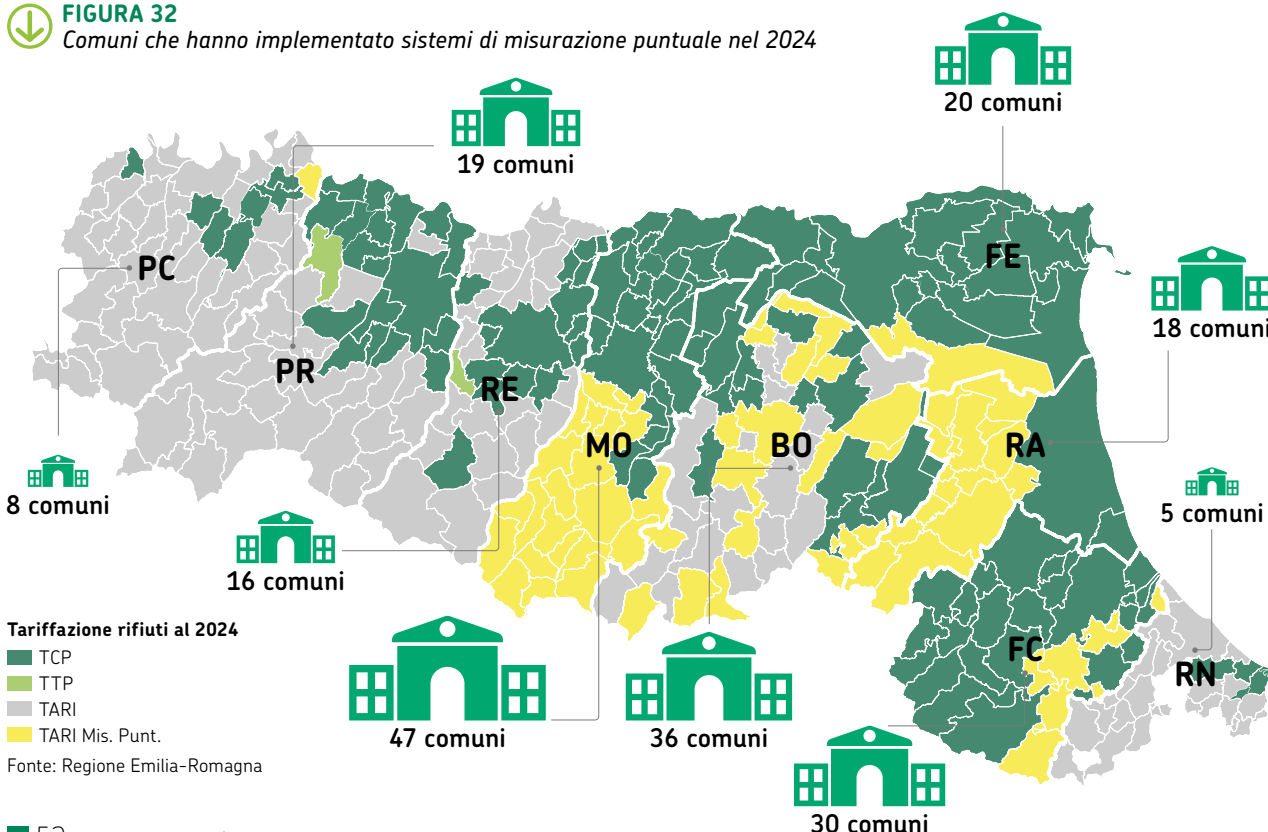 FIGURA 32
Comuni che hanno implementato sistemi di misurazione puntuale nel 2024
20 comuni
19 comuni
FE
PC
18 comuni
PR
RE
MO
BO
RA
8 comuni
5 comuni
16 comuni
Tariffazione rifiuti al 2024
TCP
TTP
TARI
TARI Mis. Punt.
Fonte: Regione Emilia-Romagna
FC
RN
47 comuni
36 comuni
30 comuni